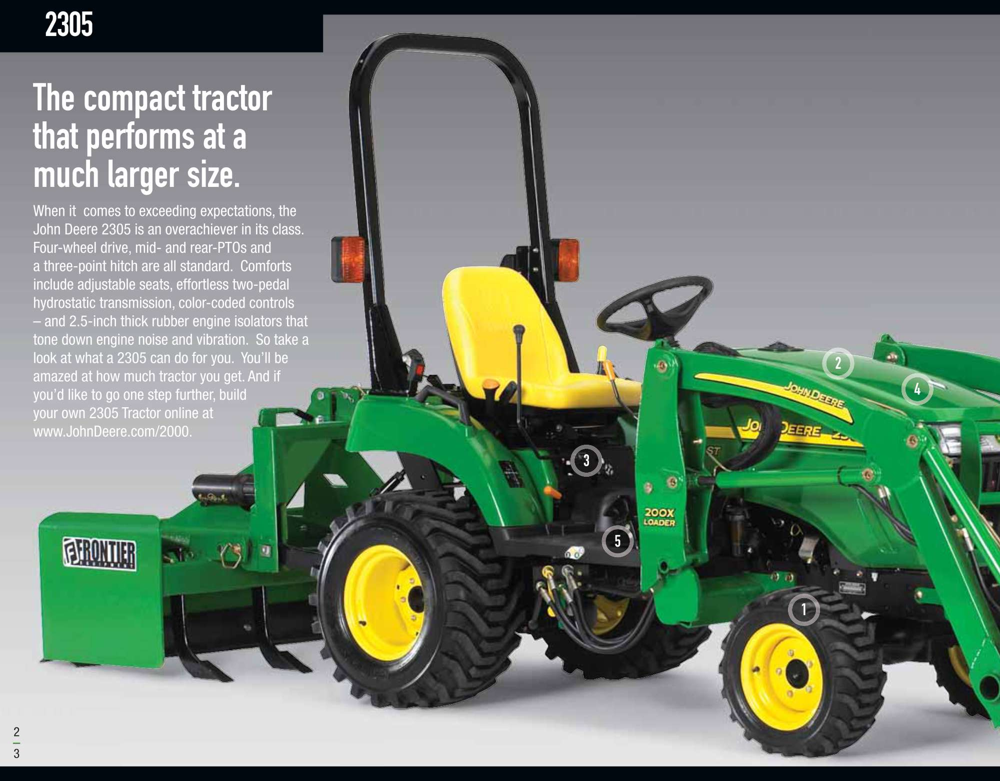 2305
The compact tractor
that performs at a
much larger size.
When it comes to exceeding expectations, the
John Deere 2305 is an overachiever in its class.
Four-wheel drive, mid- and rear-PTOs and
a three-point hitch are all standard. Comforts
include adjustable seats, effortless two-pedal
hydrostatic transmission, color-coded controls
– and 2.5-inch thick rubber engine isolators that
tone down engine noise and vibration. So take a
look at what a 2305 can do for you. You'll be
amazed at how much tractor you get. And if
you'd like to go one step further, build
your own 2305 Tractor online at
www.JohnDeere.com/2000.
2
4
JOHN DEERE
DEERE
ST
3
200X
LOADER
5
FRONTIER
EQUIPMENT
1
2
3